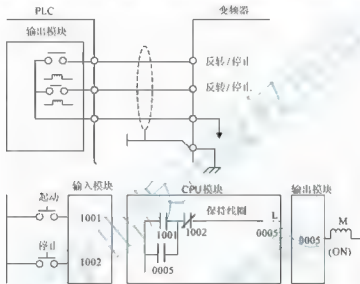 PLC
变频器
输出模块
反转/停止
反转/停止
输入模块
CPU模块
输出模块
起动
1001
停止
1002
保持线圈
1001
1002
0005
L
0005
0005
M
(ON)